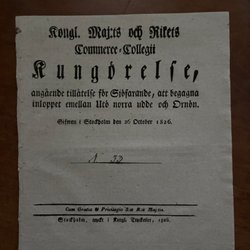 Kongl. Maj:ts och Rikets
Commerce-Collegii
Kungörelse,
angående tillåtelse för Sjöfarande, att begagna
inloppet emellan Utö norra udde och Ornön.
Gifwen i Stockholm den 26 October 1826.
1 32
Cum Gratia & Privilegio S:æ R:æ Maj:tis.
Stockholm, tryckt i Kongl. Tryckeriet, 1826.